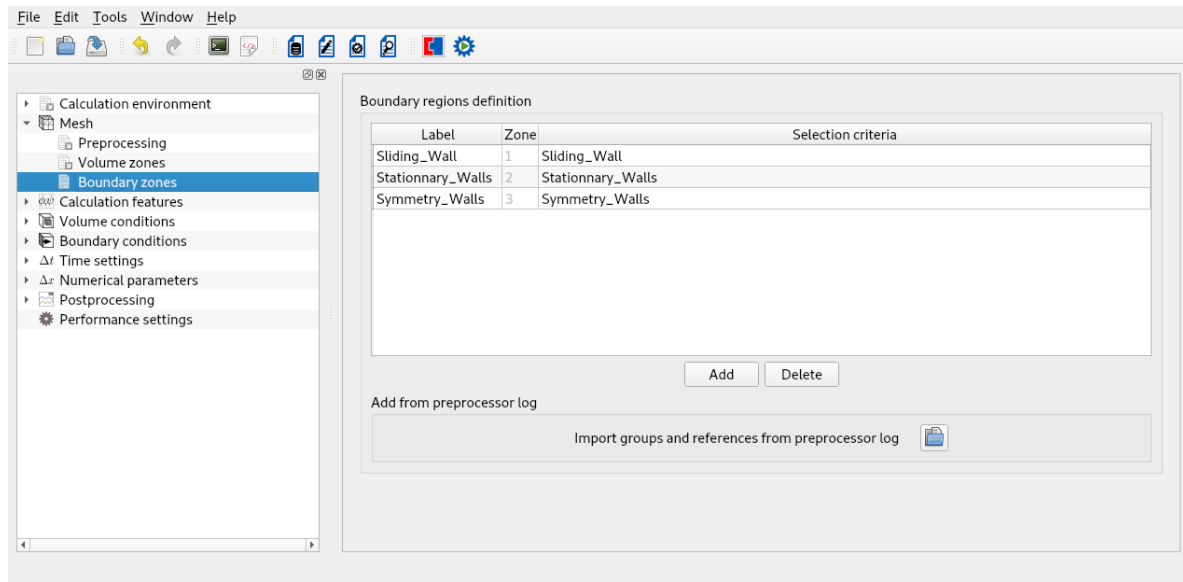 File Edit Tools Window Help
Calculation environment
Mesh
Preprocessing
Volume zones
Boundary zones
Calculation features
Volume conditions
Boundary conditions
Δt Time settings
Δx Numerical parameters
Postprocessing
Performance settings
Boundary regions definition
Label Zone Selection criteria
Sliding_Wall 1 Sliding_Wall
Stationnary_Walls 2 Stationnary_Walls
Symmetry_Walls 3 Symmetry_Walls
Add Delete
Add from preprocessor log
Import groups and references from preprocessor log